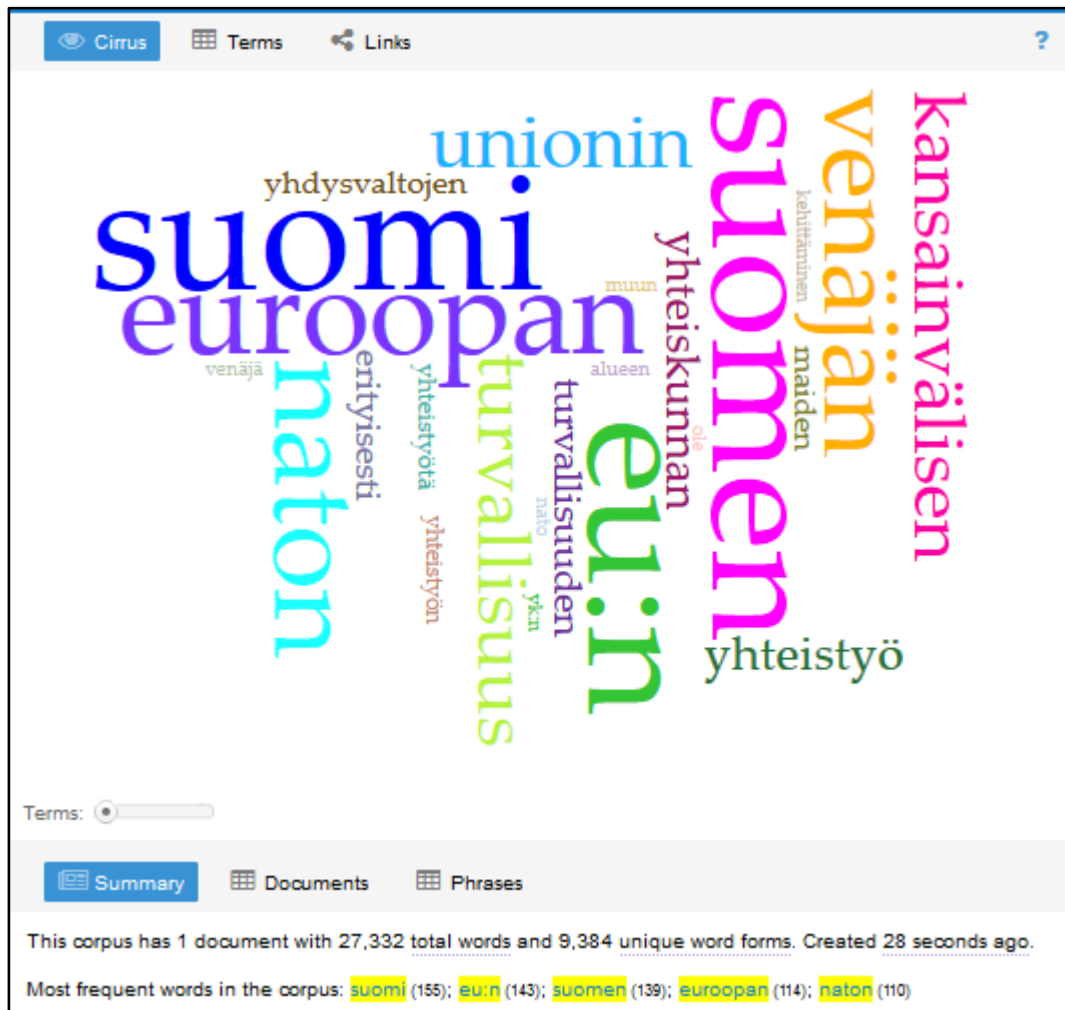 Cirrus Terms Links ?
unionin
suomen
venäjän
kansainvälisen
yhdysvaltojen
suomi
kehittäminen
yhteiskunnan
muun
euroopan
maiden
erityisesti
turvallisuus
venäjä
naton
yhteistyötä
alueen
turvallisuuden
eu:n
ole
nato
yhteistyön
yk:n
yhteistyö
Terms:
Summary Documents Phrases
This corpus has 1 document with 27,332 total words and 9,384 unique word forms. Created 28 seconds ago.
Most frequent words in the corpus: suomi (155); eu:n (143); suomen (139); euroopan (114); naton (110)